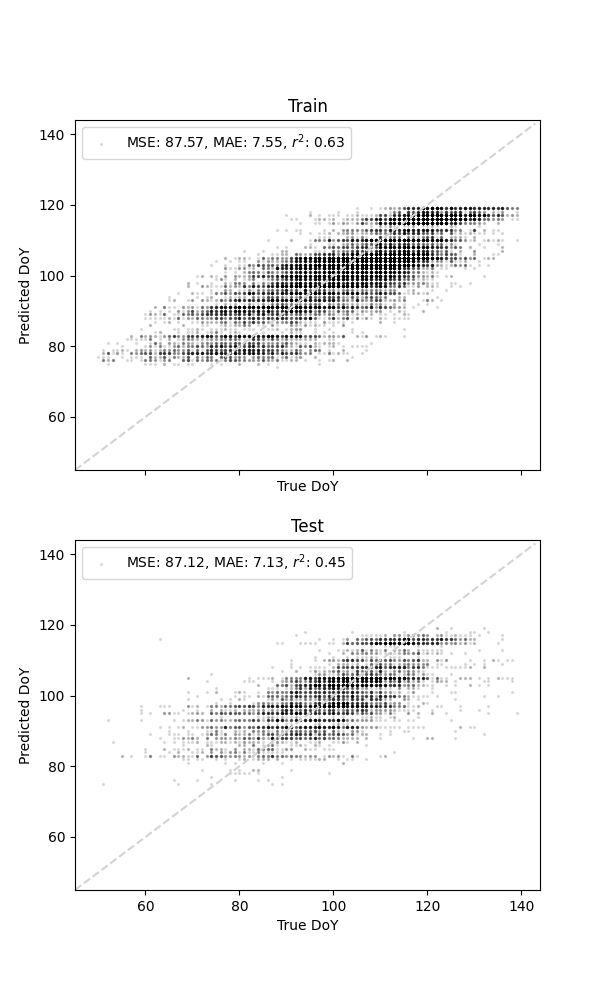 Train
MSE: 87.57, MAE: 7.55, r²: 0.63
140
120
100
80
60
Predicted DoY
True DoY
Test
MSE: 87.12, MAE: 7.13, r²: 0.45
140
120
100
80
60
Predicted DoY
60 80 100 120 140
True DoY